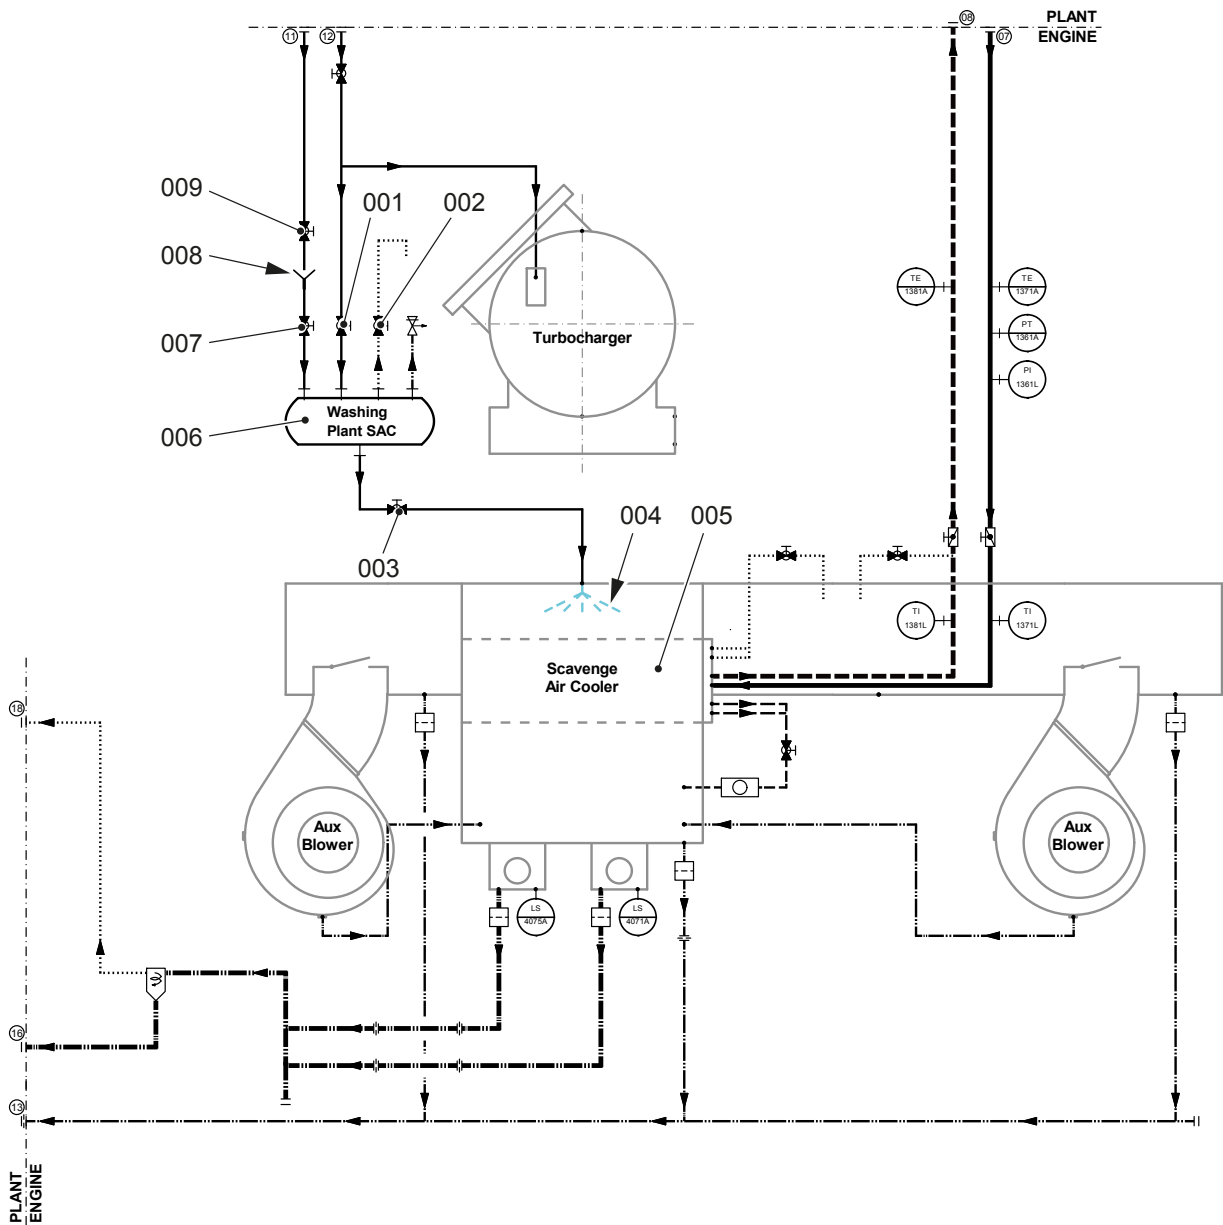 08
PLANT
11
12
07
ENGINE
009
001
002
008
TE
1381A
TE
1371A
PT
1361A
007
Turbocharger
PI
1361L
Washing
Plant SAC
006
004
005
003
TI
1381L
TI
1371L
Scavenge
Air Cooler
18
Aux
Blower
Aux
Blower
LS
4075A
LS
4071A
16
13
PLANT
ENGINE